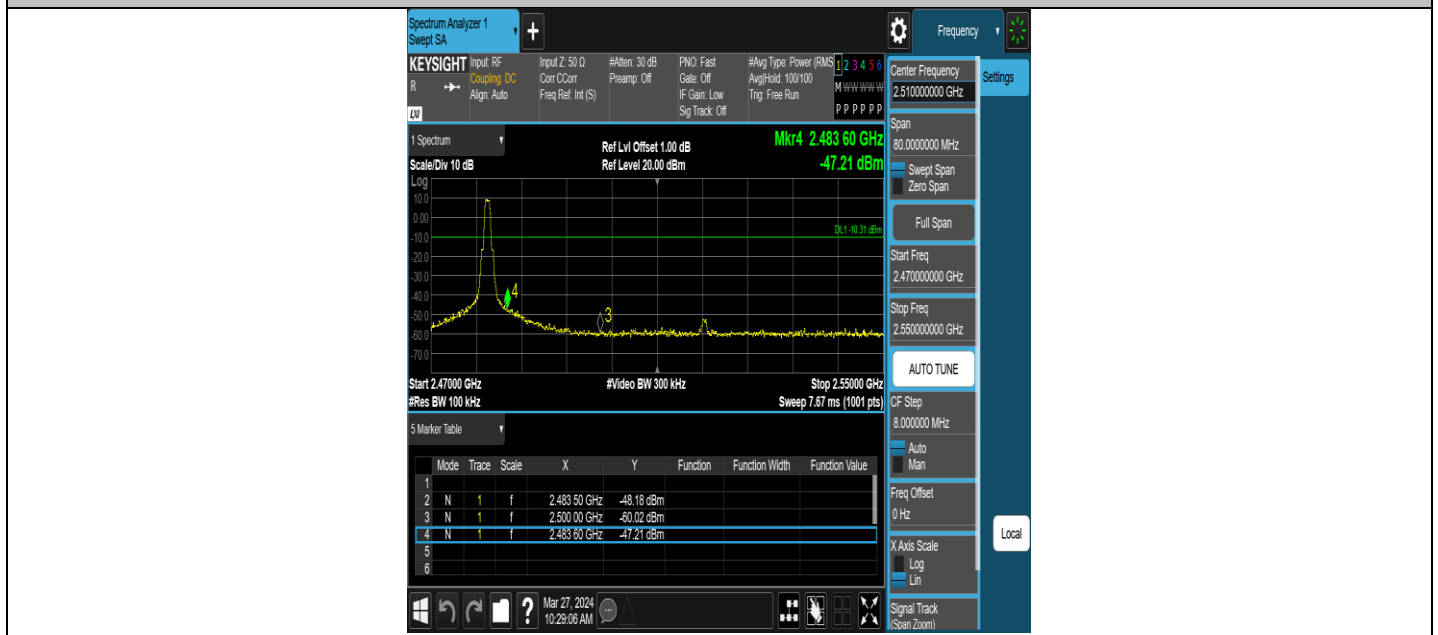 Spectrum Analyzer 1
Swept SA
+
Frequency
KEYSIGHT
R
LXI
Input: RF
Coupling: DC
Align: Auto
Input Z: 50 Ω
Corr CCorr
Freq Ref: Int (S)
#Atten: 30 dB
Preamp: Off
PNO: Fast
Gate: Off
IF Gain: Low
Sig Track: Off
#Avg Type: Power (RMS
Avg|Hold: 100/100
Trig: Free Run
1 2 3 4 5 6
M W W W W W
P P P P P P
1 Spectrum
Scale/Div 10 dB
Ref Lvl Offset 1.00 dB
Ref Level 20.00 dBm
Mkr4 2.483 60 GHz
-47.21 dBm
Log
10.0
0.00
-10.0
-20.0
-30.0
-40.0
-50.0
-60.0
-70.0
DL1 -10.31 dBm
4
3
Start 2.47000 GHz
#Video BW 300 kHz
Stop 2.55000 GHz
#Res BW 100 kHz
Sweep 7.67 ms (1001 pts)
5 Marker Table
Mode Trace Scale X Y Function Function Width Function Value
1
2 N 1 f 2.483 50 GHz -48.18 dBm
3 N 1 f 2.500 00 GHz -60.02 dBm
4 N 1 f 2.483 60 GHz -47.21 dBm
5
6
?
Mar 27, 2024
10:29:06 AM
Center Frequency
2.510000000 GHz
Settings
Span
80.0000000 MHz
Swept Span
Zero Span
Full Span
Start Freq
2.470000000 GHz
Stop Freq
2.550000000 GHz
AUTO TUNE
CF Step
8.000000 MHz
Auto
Man
Freq Offset
0 Hz
Local
X Axis Scale
Log
Lin
Signal Track
(Span Zoom)